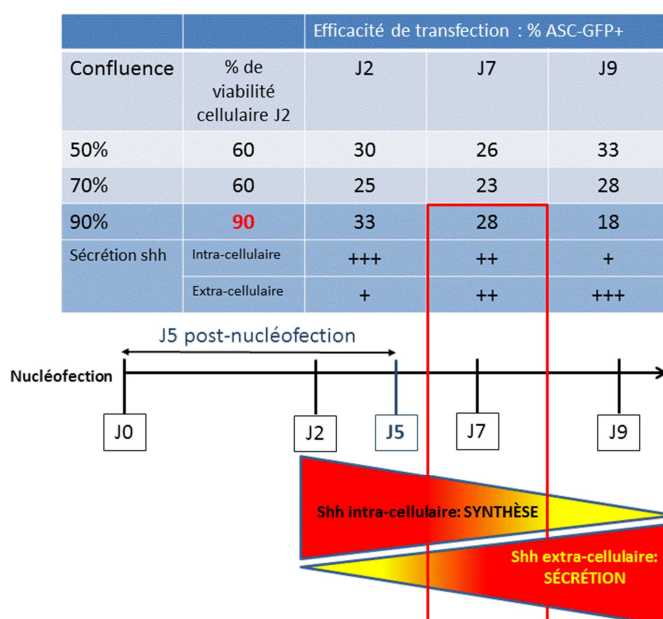 Efficacité de transfection : % ASC-GFP+
Confluence % de viabilité cellulaire J2 J2 J7 J9
50% 60 30 26 33
70% 60 25 23 28
90% 90 33 28 18
Sécrétion shh Intra-cellulaire +++ ++ +
Extra-cellulaire + ++ +++
J5 post-nucléofection
Nucléofection
J0 J2 J5 J7 J9
Shh intra-cellulaire: SYNTHÈSE
Shh extra-cellulaire:
SÉCRÉTION